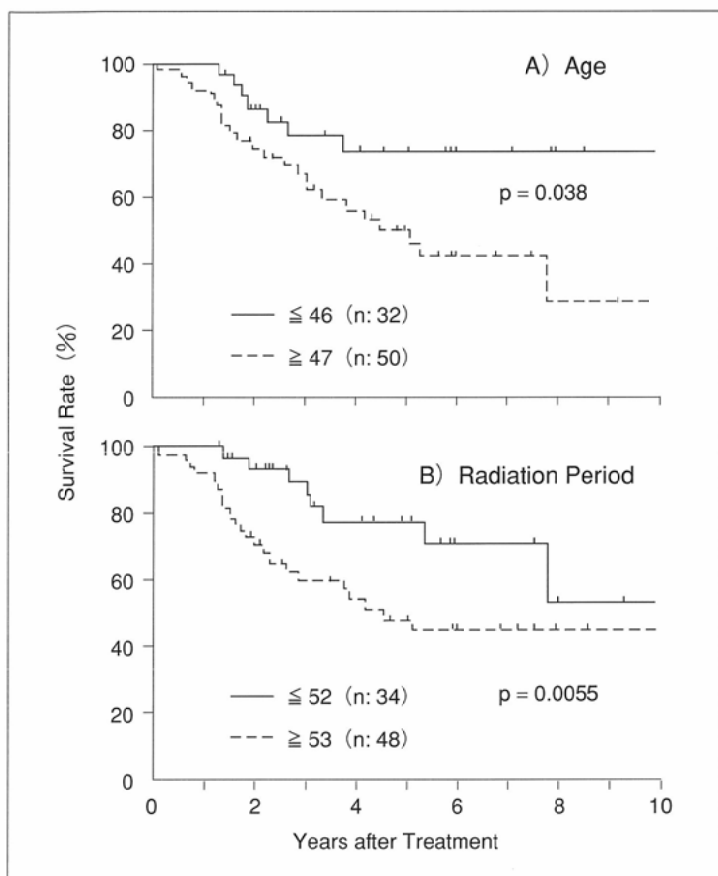 A) Age
100
80
60
40
20
0
p = 0.038
≦ 46 (n: 32)
≧ 47 (n: 50)
Survival Rate (%)
B) Radiation Period
100
80
60
40
20
0
≦ 52 (n: 34)
p = 0.0055
≧ 53 (n: 48)
0 2 4 6 8 10
Years after Treatment